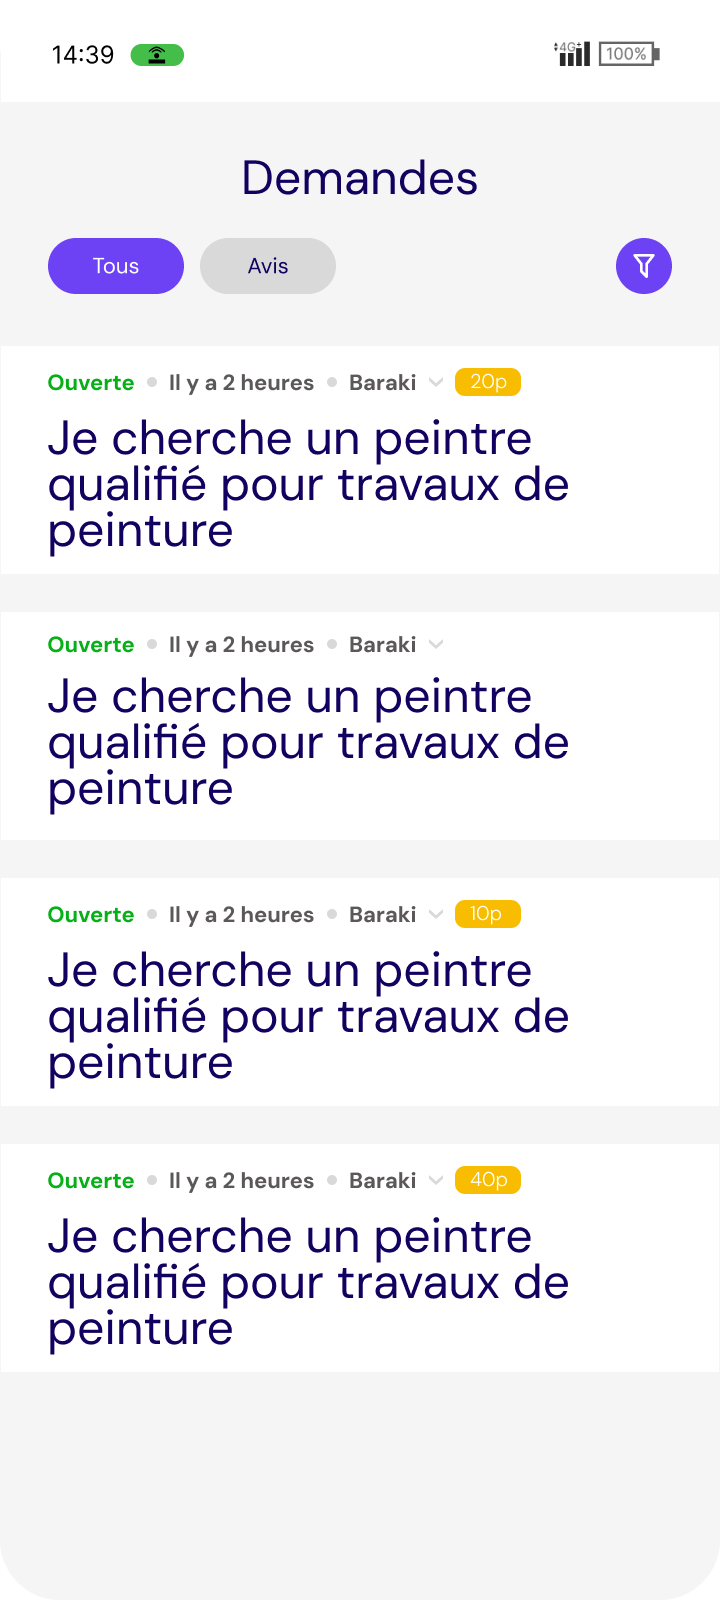 14:39 4G 100%
Demandes
Tous Avis
Ouverte Il y a 2 heures Baraki 20p
Je cherche un peintre
qualifié pour travaux de
peinture
Ouverte Il y a 2 heures Baraki
Je cherche un peintre
qualifié pour travaux de
peinture
Ouverte Il y a 2 heures Baraki 10p
Je cherche un peintre
qualifié pour travaux de
peinture
Ouverte Il y a 2 heures Baraki 40p
Je cherche un peintre
qualifié pour travaux de
peinture